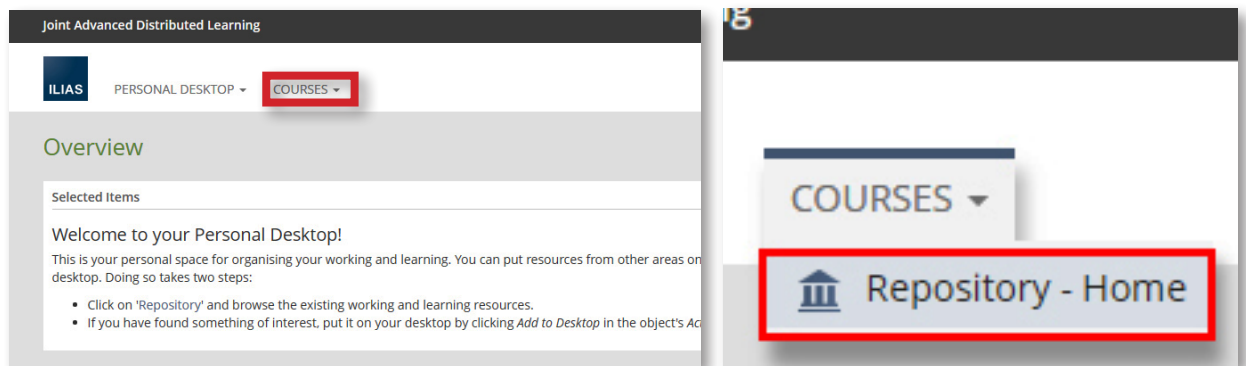 Joint Advanced Distributed Learning
ILIAS
PERSONAL DESKTOP
COURSES
Overview
Selected Items
Welcome to your Personal Desktop!
This is your personal space for organising your working and learning. You can put resources from other areas on
desktop. Doing so takes two steps:
• Click on 'Repository' and browse the existing working and learning resources.
• If you have found something of interest, put it on your desktop by clicking Add to Desktop in the object's
COURSES
Repository - Home